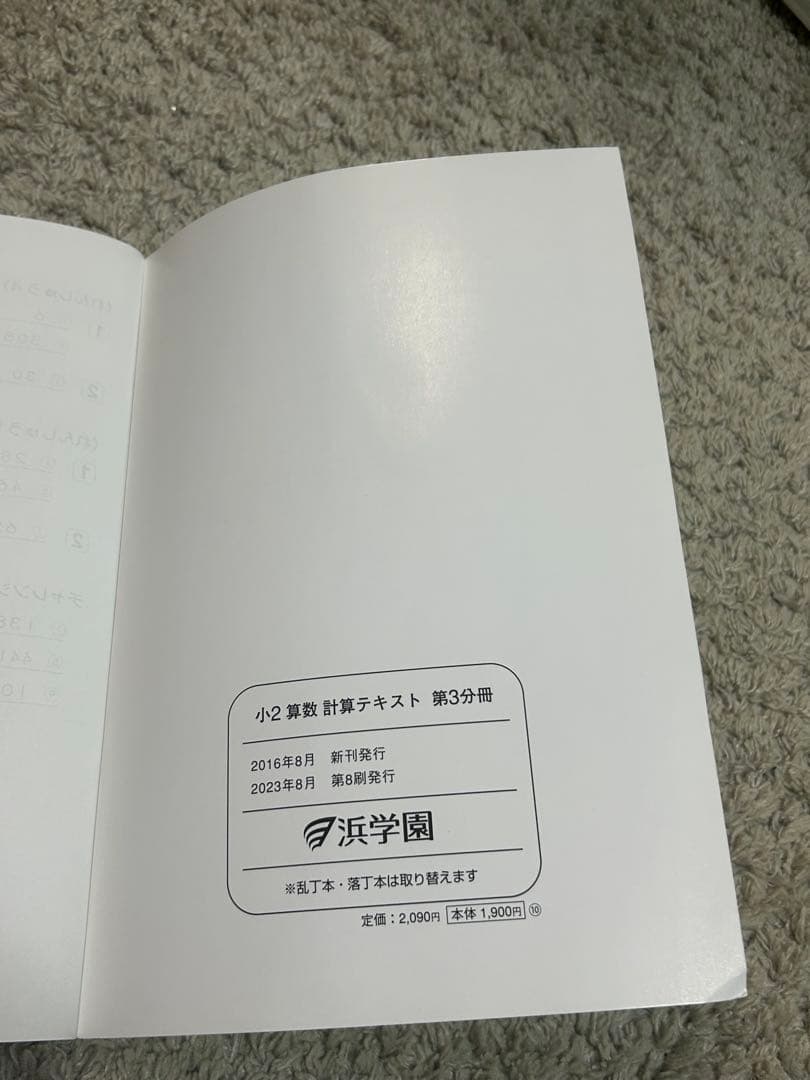 小2 算数 計算テキスト 第3分冊
2016年8月 新刊発行
2023年8月 第8刷発行
浜学園
※乱丁本・落丁本は取り替えます
定価：2,090円 本体 1,900円 ⑩